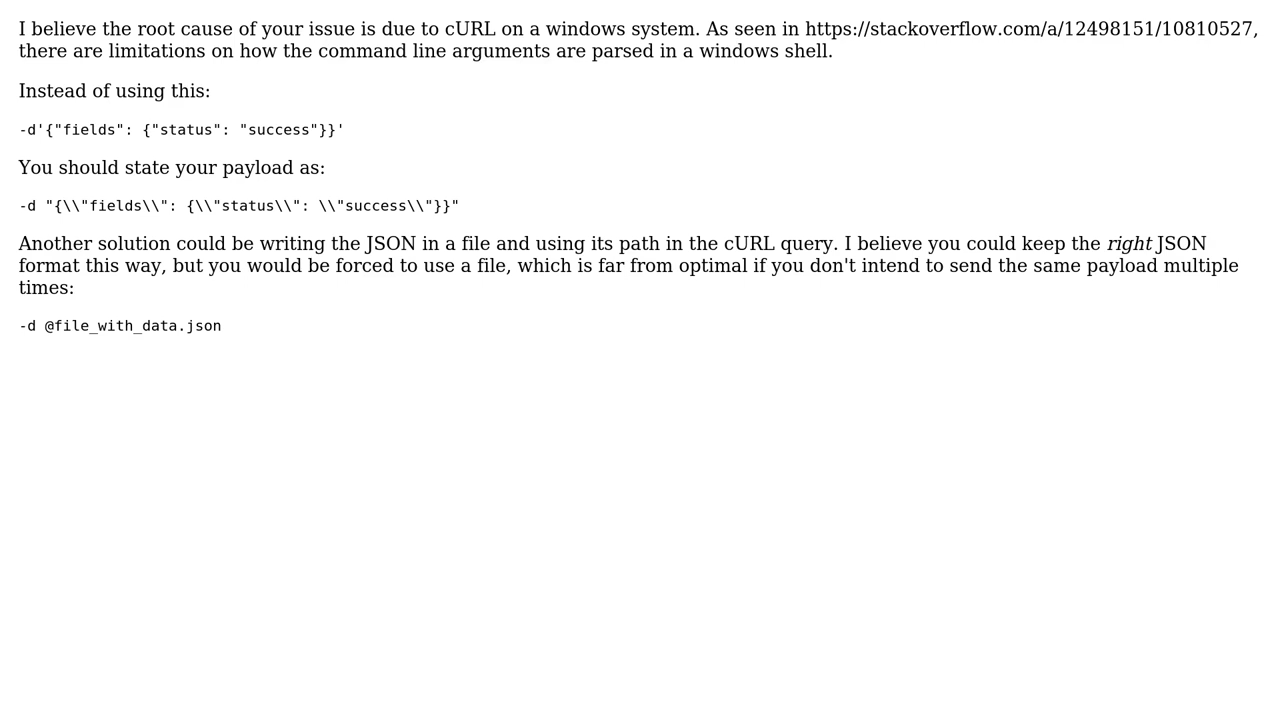 I believe the root cause of your issue is due to cURL on a windows system. As seen in https://stackoverflow.com/a/12498151/10810527,
there are limitations on how the command line arguments are parsed in a windows shell.
Instead of using this:
-d'{"fields": {"status": "success"}}'
You should state your payload as:
-d "{\\"fields\\": {\\"status\\": \\"success\\"}}"
Another solution could be writing the JSON in a file and using its path in the cURL query. I believe you could keep the right JSON
format this way, but you would be forced to use a file, which is far from optimal if you don't intend to send the same payload multiple
times:
-d @file_with_data.json